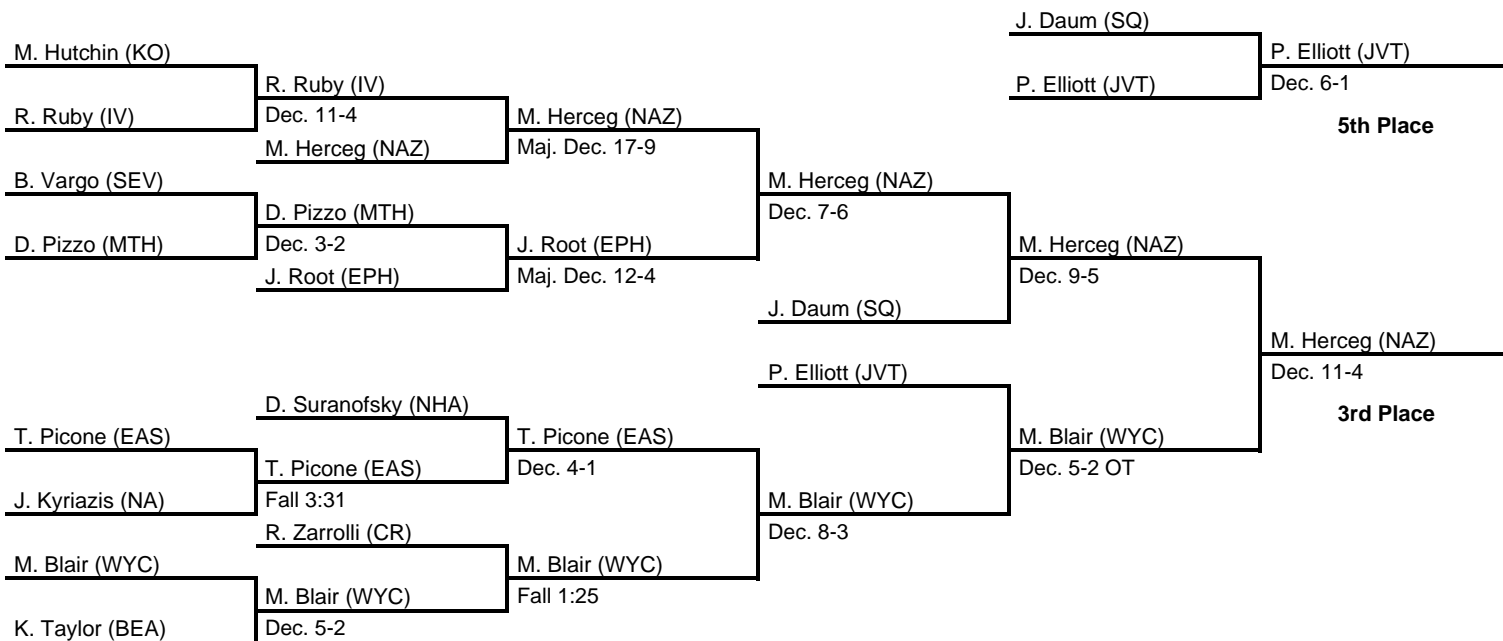 J. Daum (SQ)
M. Hutchin (KO)
P. Elliott (JVT)
R. Ruby (IV)
P. Elliott (JVT)
Dec. 6-1
R. Ruby (IV)
Dec. 11-4
M. Herceg (NAZ)
5th Place
M. Herceg (NAZ)
Maj. Dec. 17-9
B. Vargo (SEV)
M. Herceg (NAZ)
D. Pizzo (MTH)
Dec. 7-6
D. Pizzo (MTH)
Dec. 3-2
J. Root (EPH)
M. Herceg (NAZ)
J. Root (EPH)
Maj. Dec. 12-4
Dec. 9-5
J. Daum (SQ)
M. Herceg (NAZ)
P. Elliott (JVT)
Dec. 11-4
D. Suranofsky (NHA)
3rd Place
T. Picone (EAS)
T. Picone (EAS)
M. Blair (WYC)
T. Picone (EAS)
Dec. 4-1
Dec. 5-2 OT
J. Kyriazis (NA)
Fall 3:31
M. Blair (WYC)
R. Zarrolli (CR)
Dec. 8-3
M. Blair (WYC)
M. Blair (WYC)
M. Blair (WYC)
Fall 1:25
K. Taylor (BEA)
Dec. 5-2